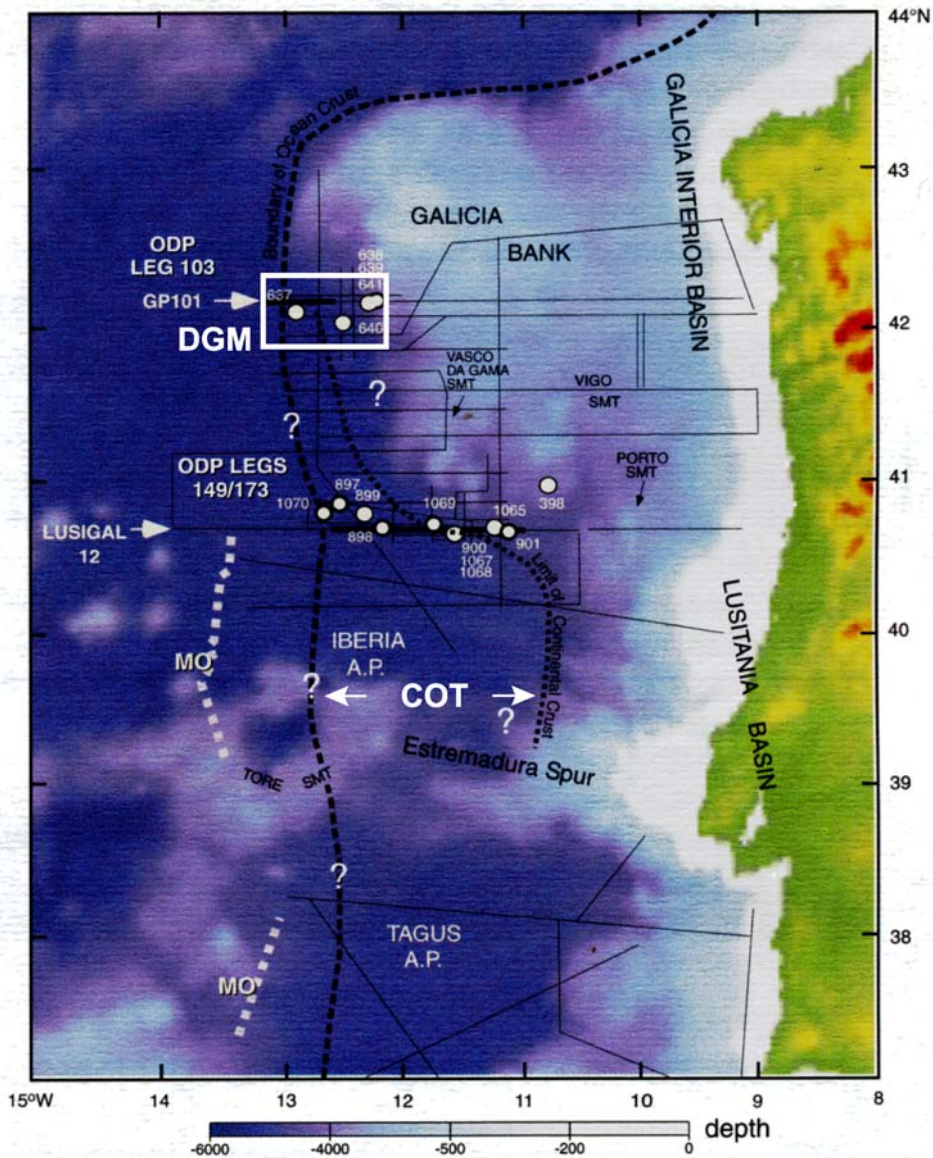 44°N
Boundary of Ocean Crust
GALICIA INTERIOR BASIN
43
GALICIA
BANK
ODP
LEG 103
638
639
641
637
GP101
42
640
DGM
VASCO
DA GAMA
SMT
?
VIGO
SMT
?
ODP LEGS
149/173
PORTO
SMT
41
897
398
1070
899
1069
1065
LUSIGAL
12
898
900
901
1067
1068
Limit of Continental Crust
LUSITANIA
BASIN
IBERIA
A.P.
40
MO
?
COT
?
Estremadura Spur
TORE SMT
39
?
TAGUS
A.P.
38
MO
15°W
14
13
12
11
10
9
8
depth
-6000
-4000
-500
-200
0